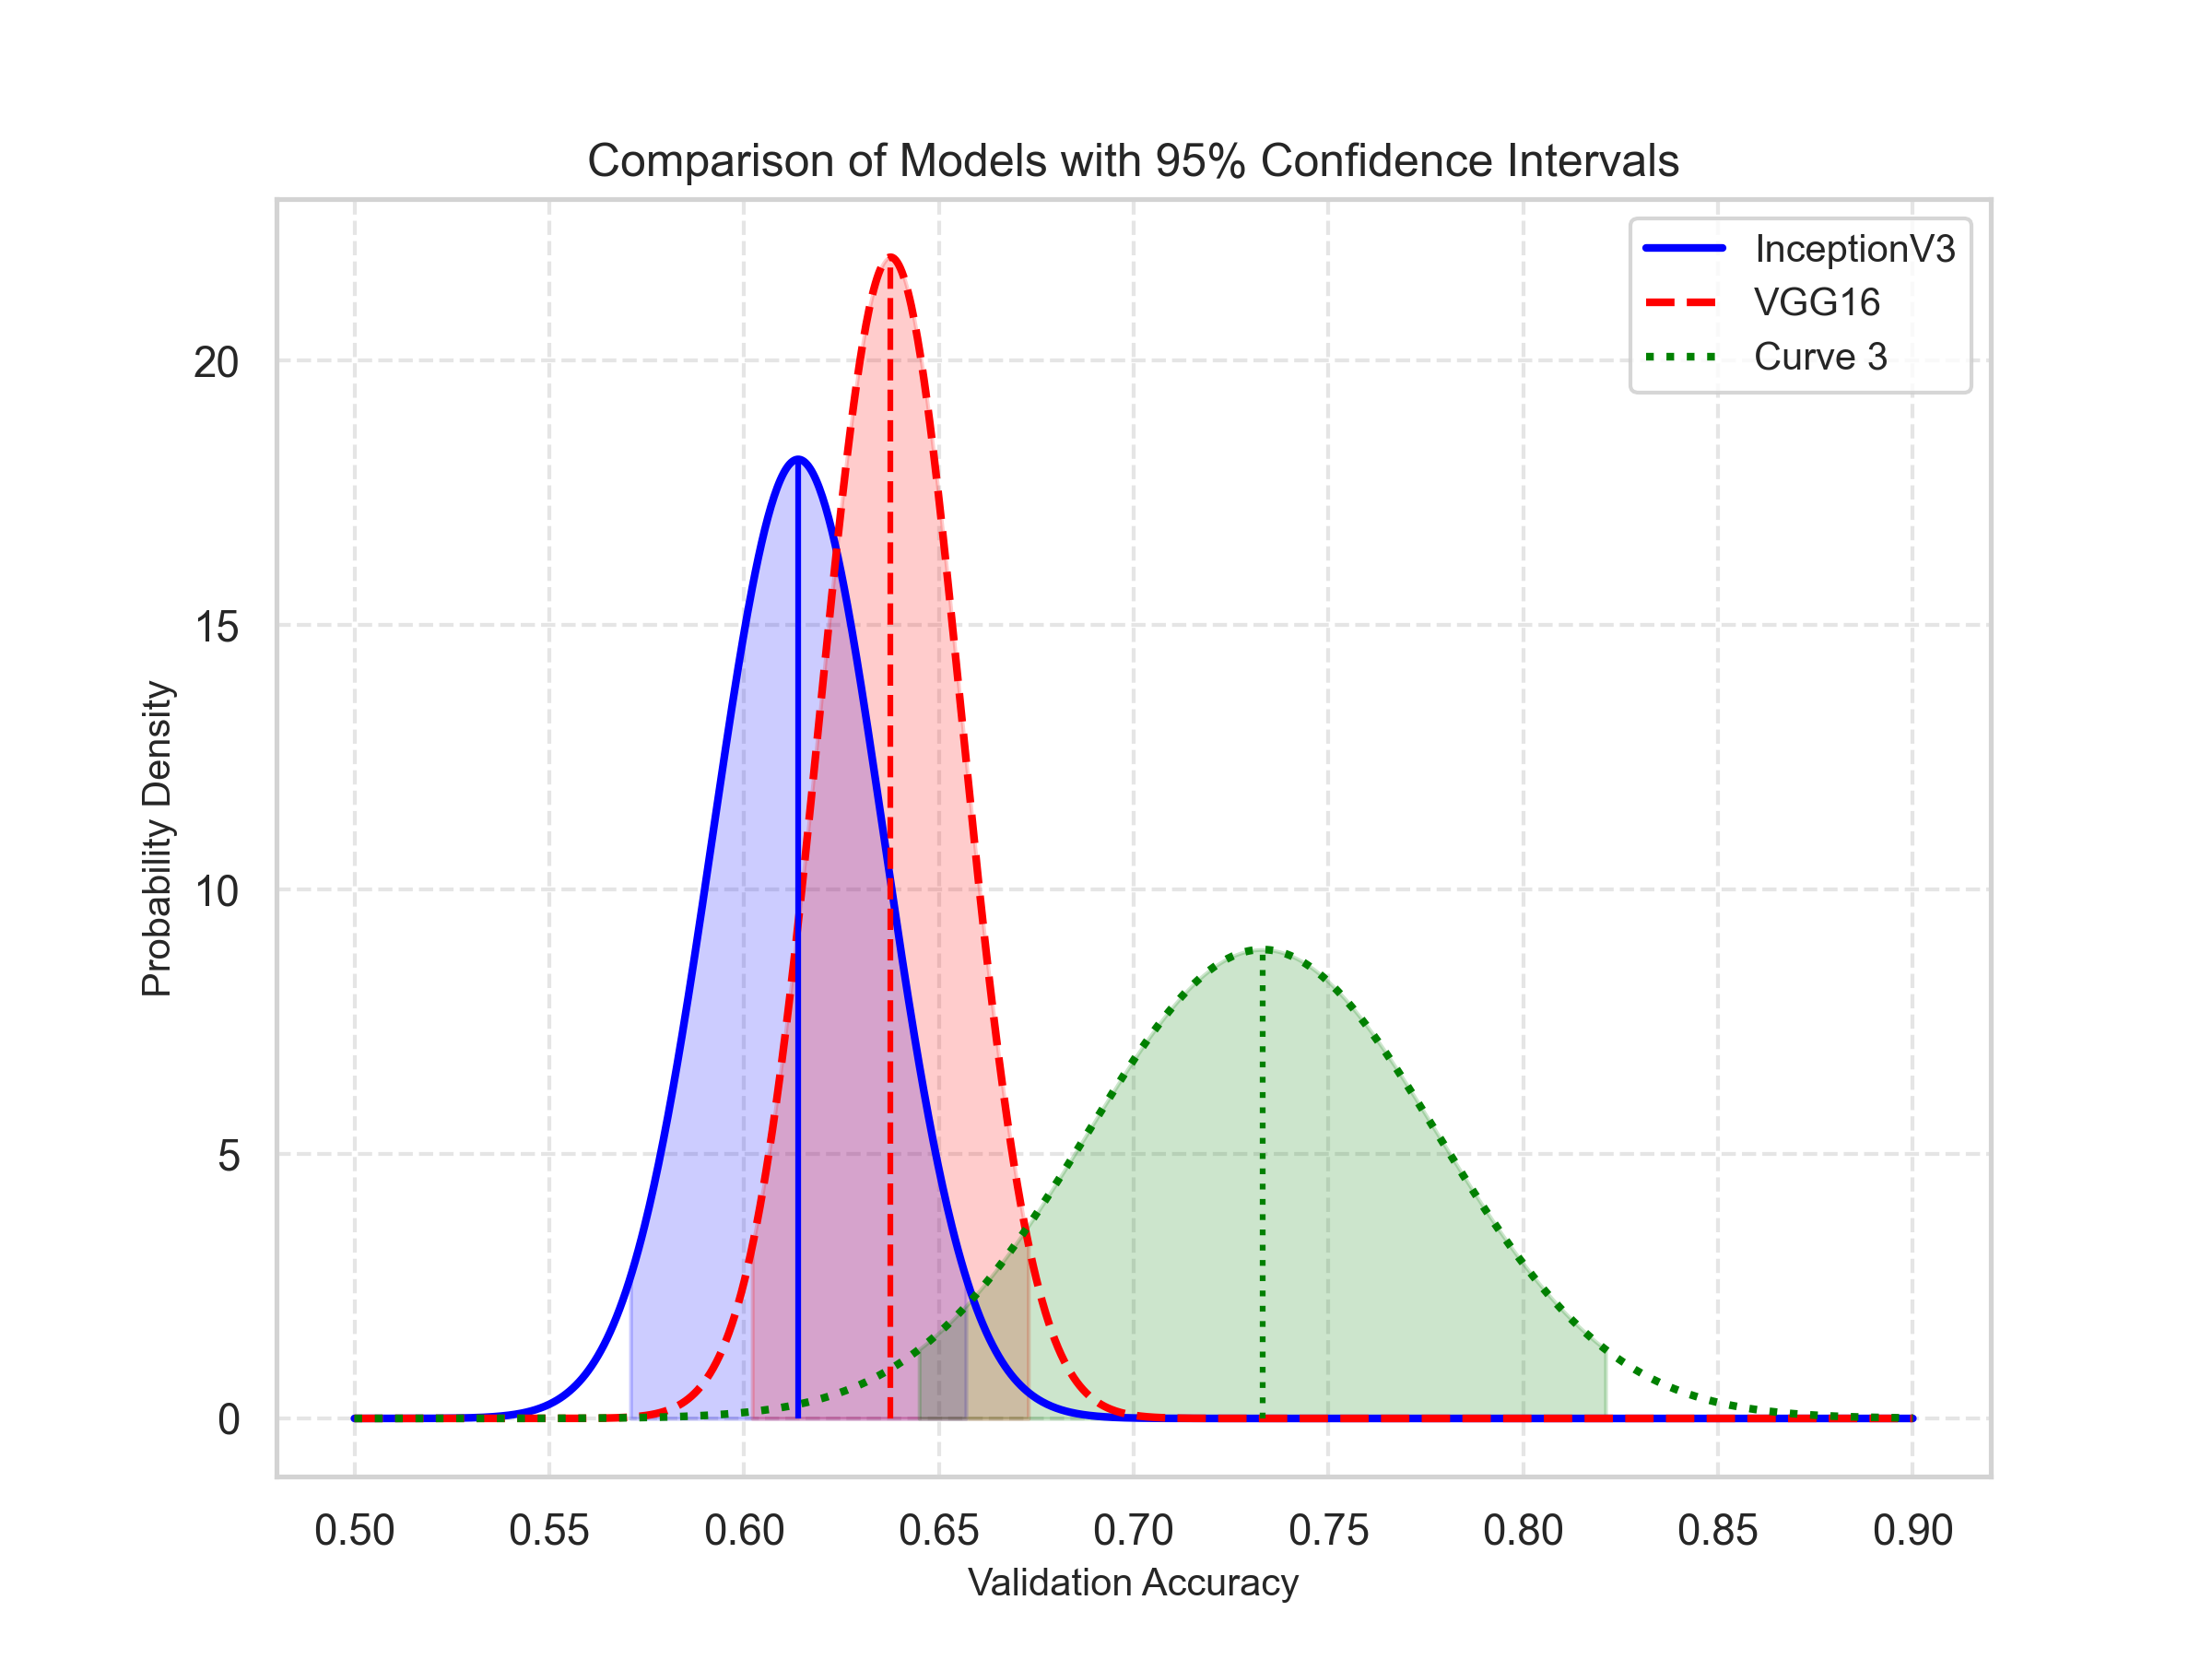 Comparison of Models with 95% Confidence Intervals
InceptionV3
VGG16
Curve 3
20
15
10
5
0
Probability Density
0.50 0.55 0.60 0.65 0.70 0.75 0.80 0.85 0.90
Validation Accuracy